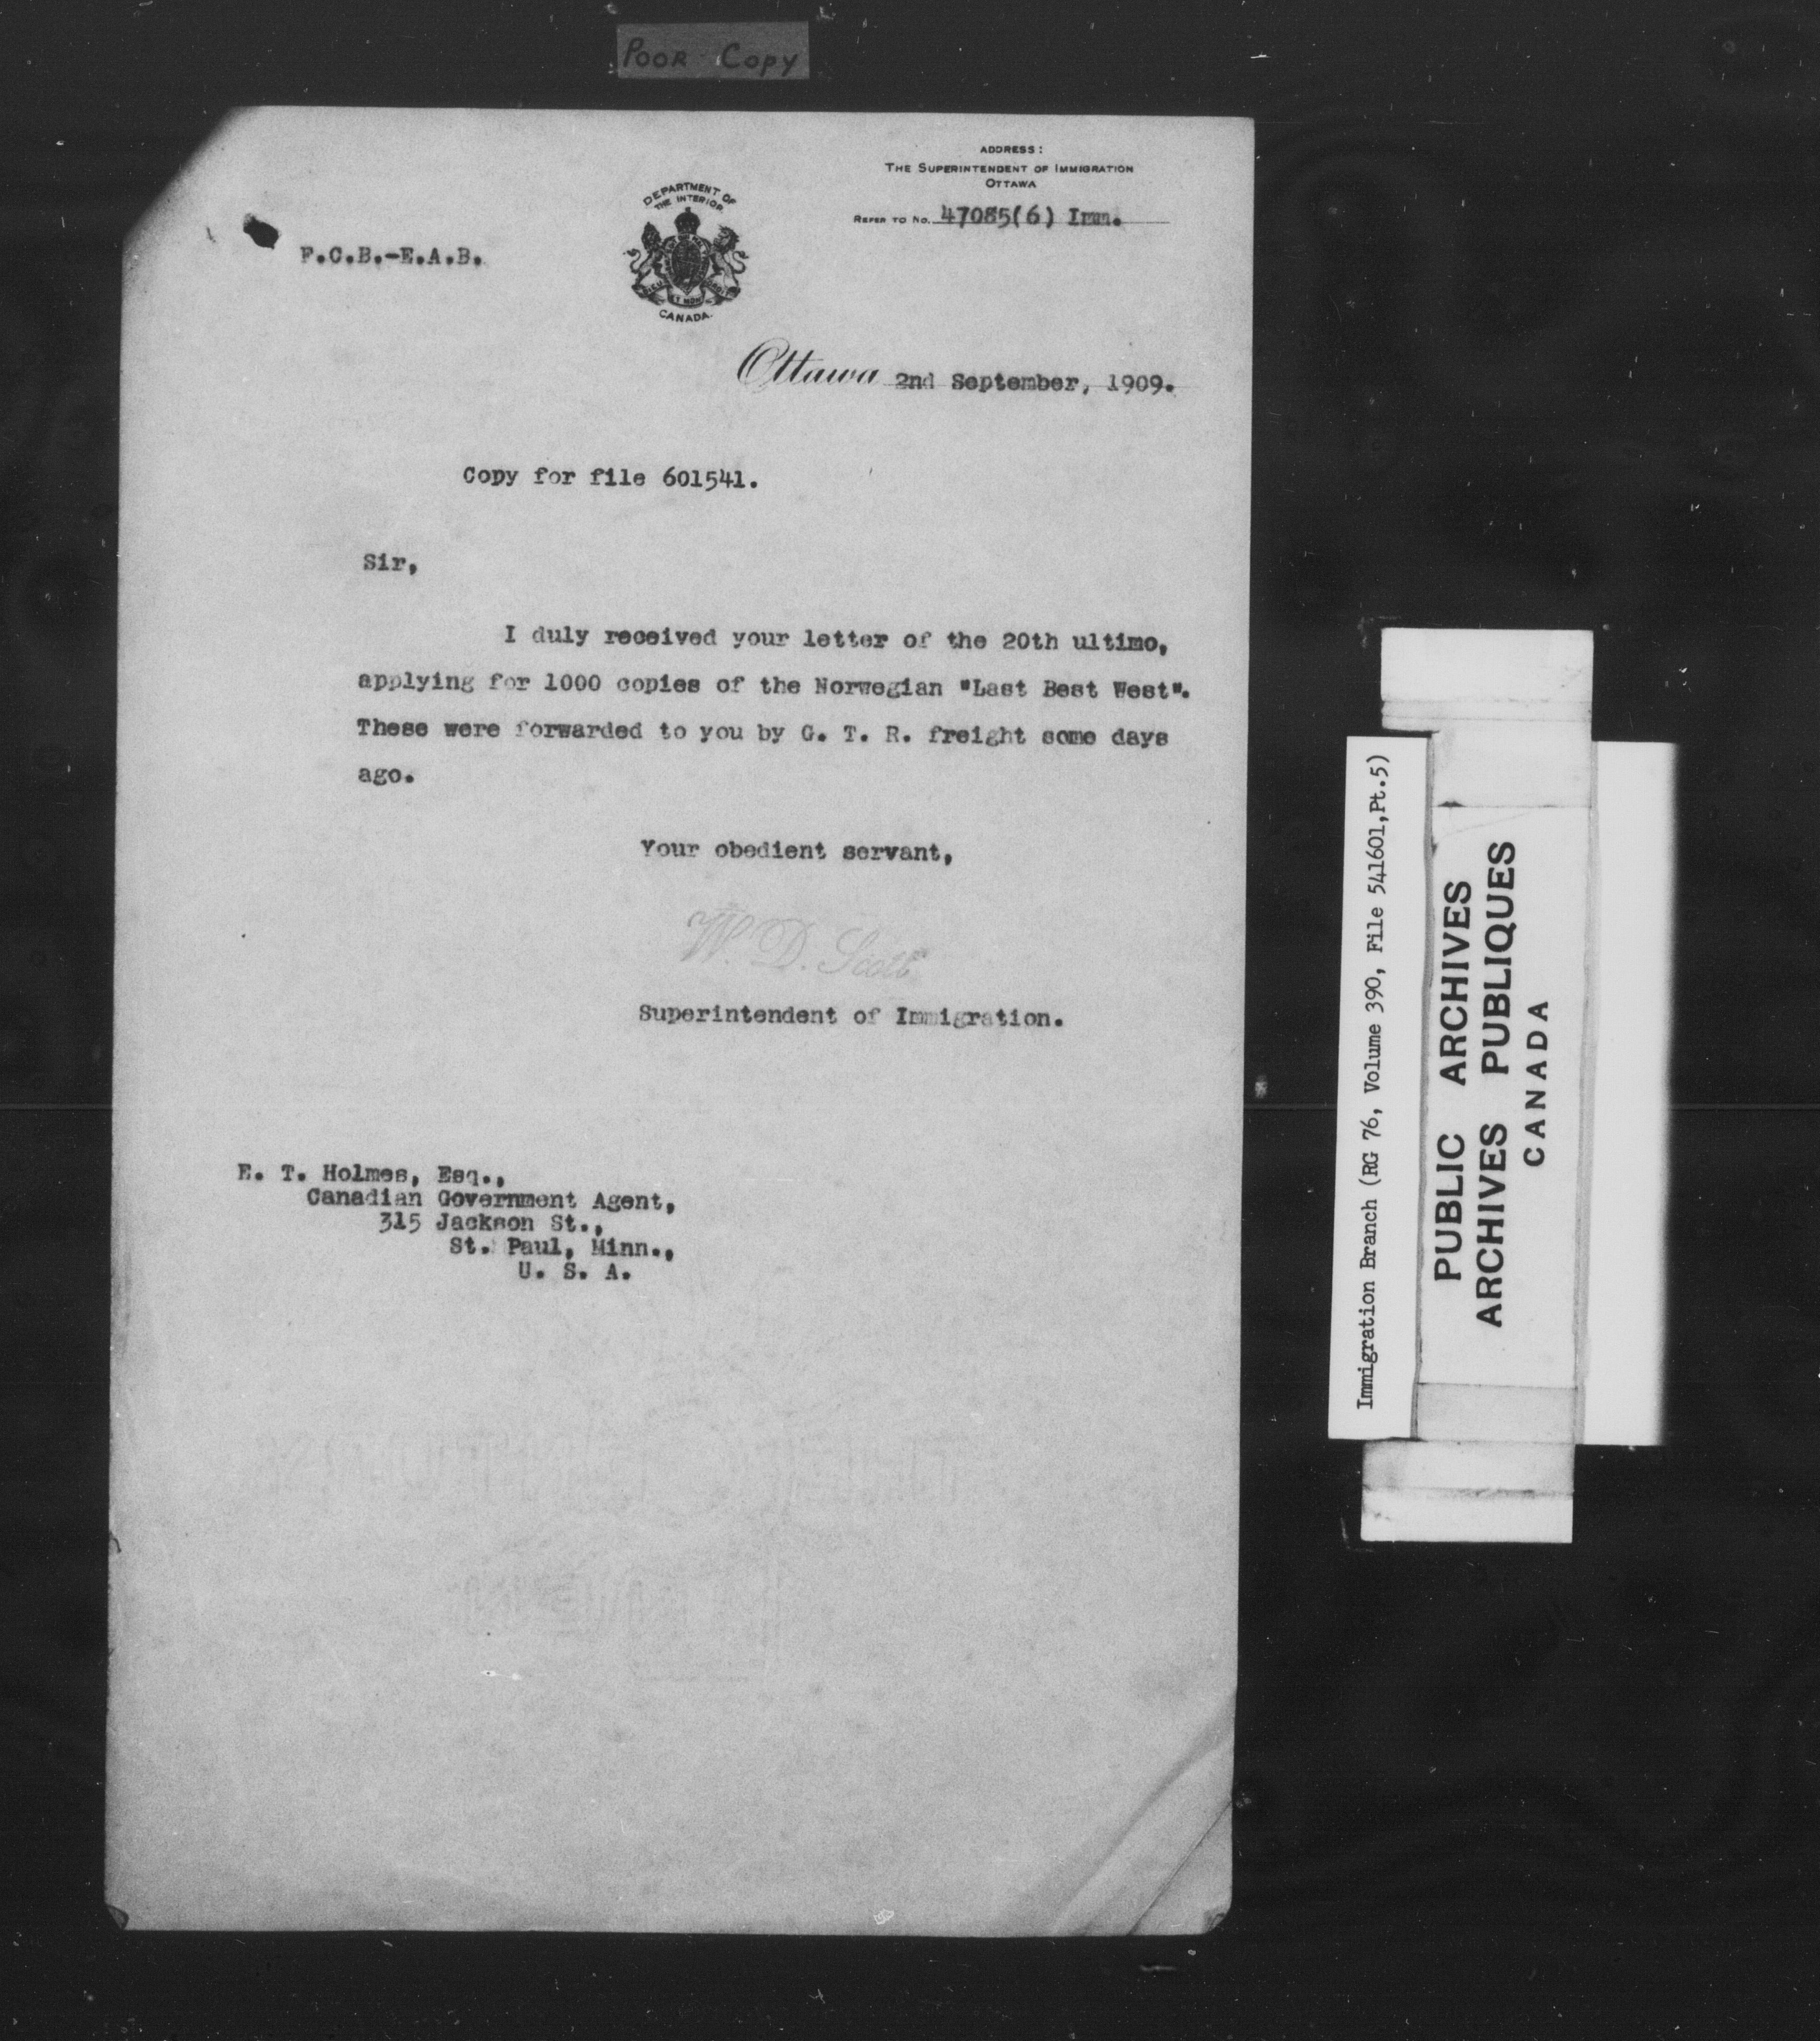 POOR COPY
ADDRESS:
THE SUPERINTENDENT OF IMMIGRATION
OTTAWA
REFER TO No. 47085(6) Imm.
DEPARTMENT OF
THE INTERIOR
CANADA.
F.C.B.-E.A.B.
Ottawa 2nd September, 1909.
Copy for file 601541.
Sir,
I duly received your letter of the 20th ultimo,
applying for 1000 copies of the Norwegian "Last Best West".
These were forwarded to you by G. T. R. freight some days
ago.
Your obedient servant,
W. D. Scott
Superintendent of Immigration.
E. T. Holmes, Esq.,
Canadian Government Agent,
315 Jackson St.,
St. Paul, Minn.,
U. S. A.
Immigration Branch (RG 76, Volume 390, File 541601,Pt.5)
PUBLIC ARCHIVES
ARCHIVES PUBLIQUES
CANADA